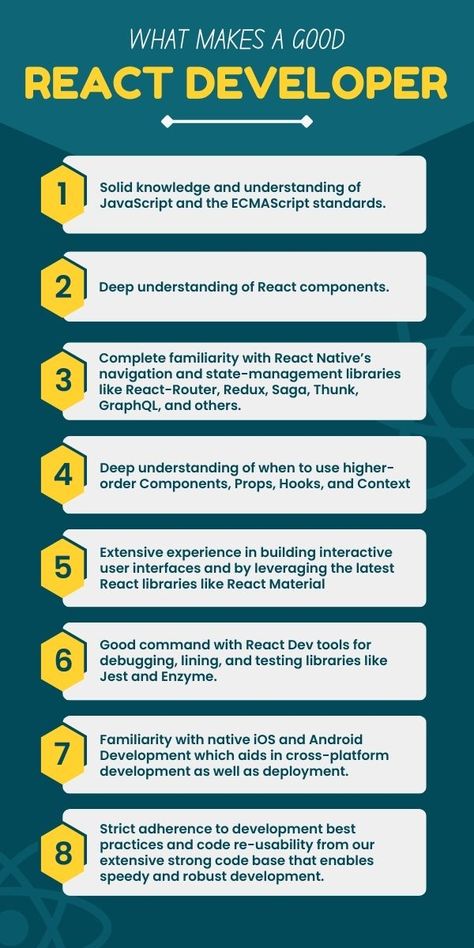 WHAT MAKES A GOOD
REACT DEVELOPER
1
Solid knowledge and understanding of
JavaScript and the ECMAScript standards.
2
Deep understanding of React components.
3
Complete familiarity with React Native's
navigation and state-management libraries
like React-Router, Redux, Saga, Thunk,
GraphQL, and others.
4
Deep understanding of when to use higher-
order Components, Props, Hooks, and Context
5
Extensive experience in building interactive
user interfaces and by leveraging the latest
React libraries like React Material
6
Good command with React Dev tools for
debugging, lining, and testing libraries like
Jest and Enzyme.
7
Familiarity with native iOS and Android
Development which aids in cross-platform
development as well as deployment.
8
Strict adherence to development best
practices and code re-usability from our
extensive strong code base that enables
speedy and robust development.